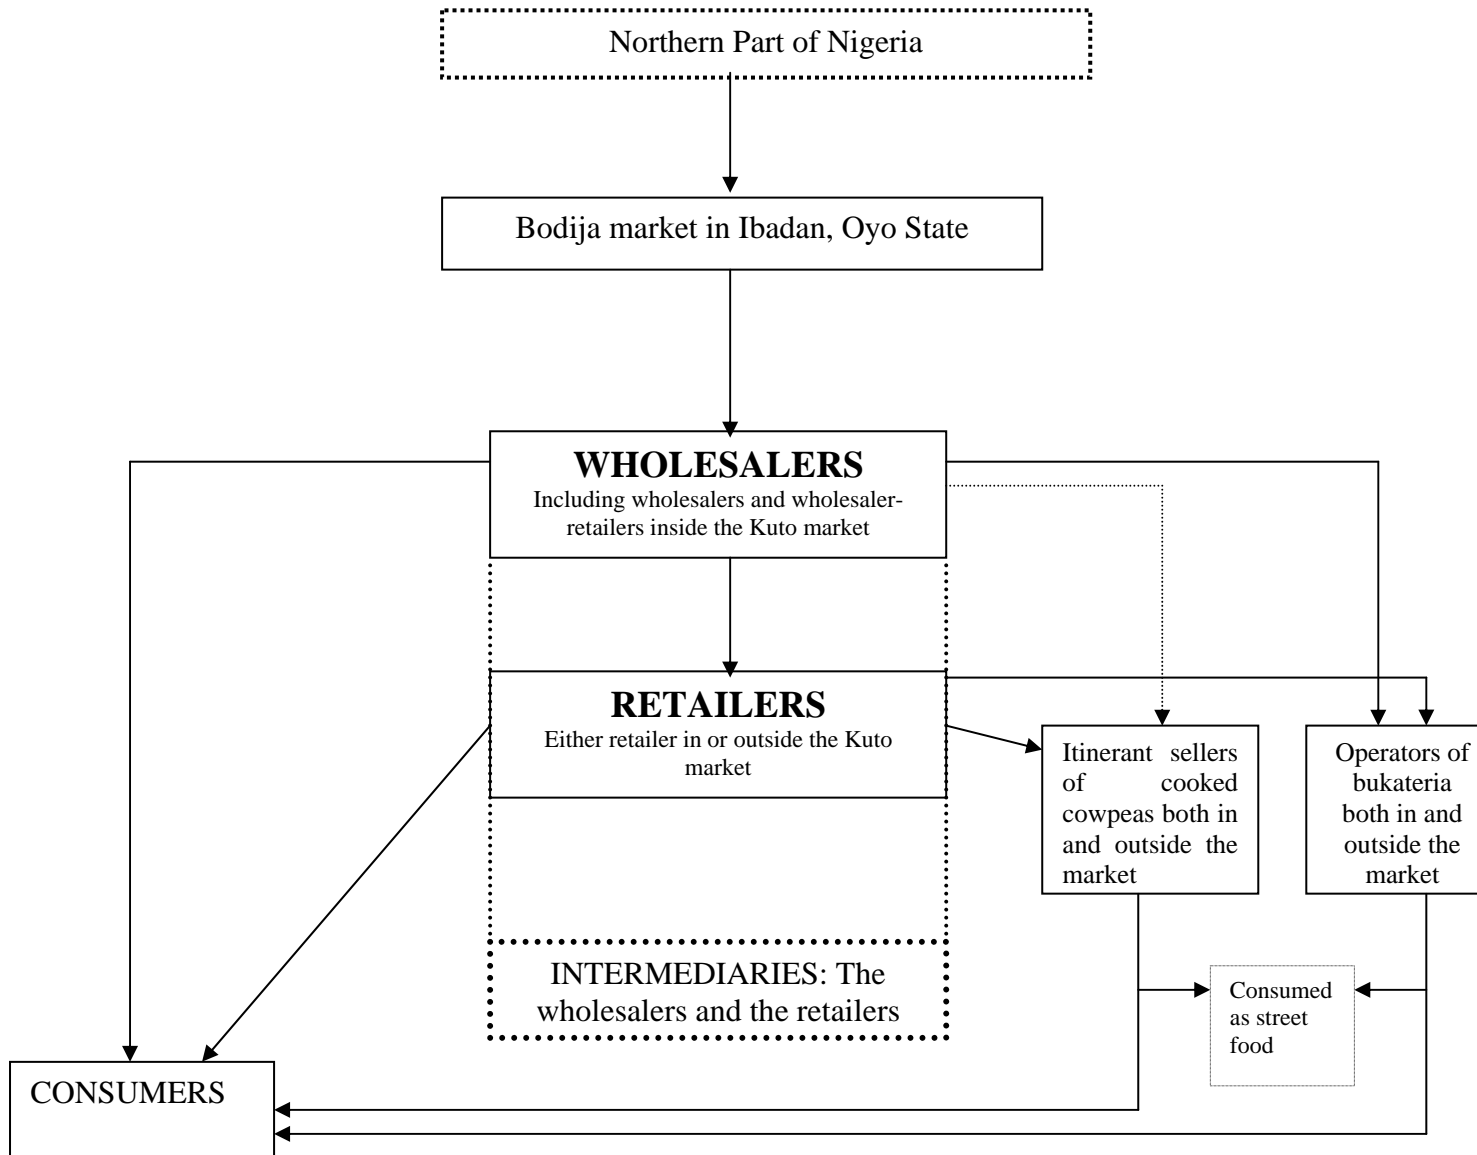 Northern Part of Nigeria
Bodija market in Ibadan, Oyo State
WHOLESALERS
Including wholesalers and wholesaler-
retailers inside the Kuto market
RETAILERS
Either retailer in or outside the Kuto
market
Itinerant sellers
of cooked
cowpeas both in
and outside the
market
Operators of
bukateria
both in and
outside the
market
INTERMEDIARIES: The
wholesalers and the retailers
Consumed
as street
food
CONSUMERS